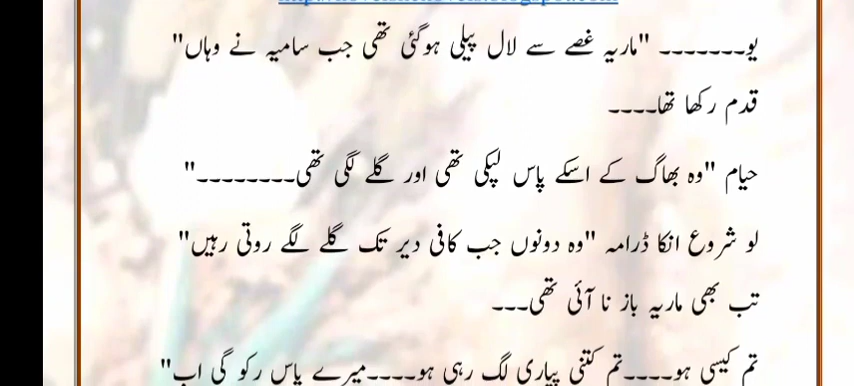 یو۔۔۔۔۔۔۔ "ماریہ غصے سے لال پیلی ہوگئی تھی جب سامیہ نے وہاں"
قدم رکھا تھا۔۔۔۔
حیام "وہ بھاگ کے اسکے پاس لپکی تھی اور گلے لگی تھی۔۔۔۔۔۔۔۔"
لو شروع انکا ڈرامہ "وہ دونوں جب کافی دیر تک گلے لگے روتی رہیں"
تب بھی ماریہ باز نا آئی تھی۔۔۔
تم کیسی ہو۔۔۔۔تم کتنی پیاری لگ رہی ہو۔۔۔۔میرے پاس رکو گی اب"